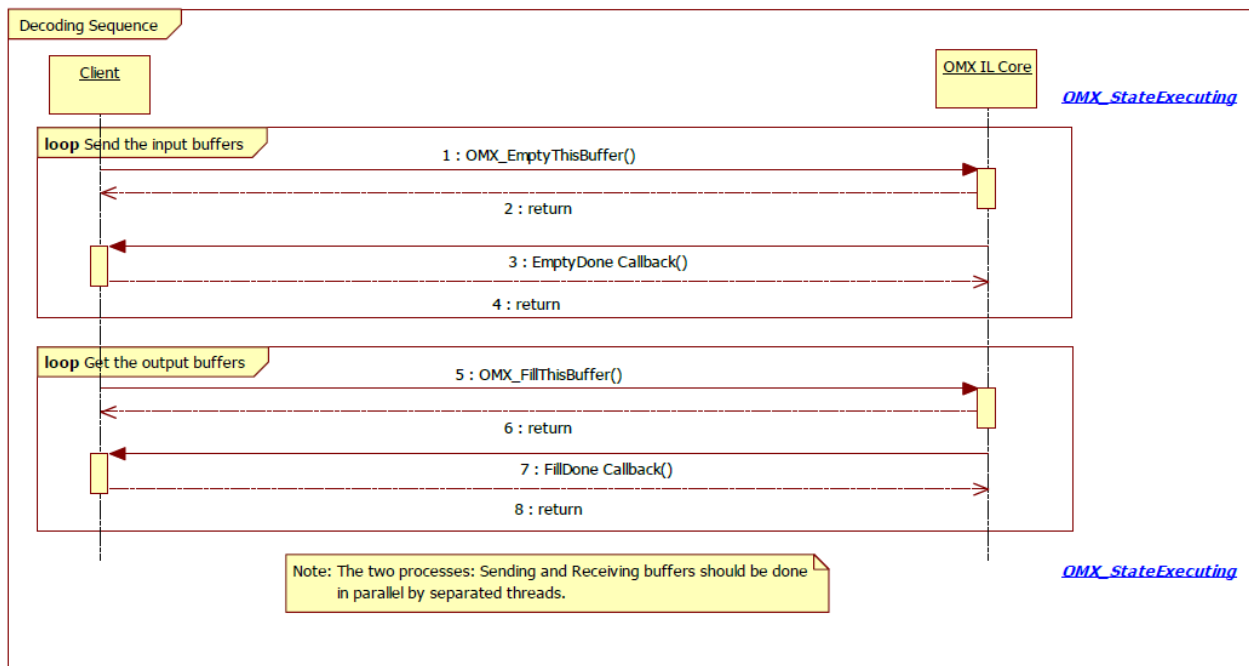 Decoding Sequence
Client
OMX IL Core
OMX_StateExecuting
loop Send the input buffers
1 : OMX_EmptyThisBuffer()
2 : return
3 : EmptyDone Callback()
4 : return
loop Get the output buffers
5 : OMX_FillThisBuffer()
6 : return
7 : FillDone Callback()
8 : return
Note: The two processes: Sending and Receiving buffers should be done
in parallel by separated threads.
OMX_StateExecuting